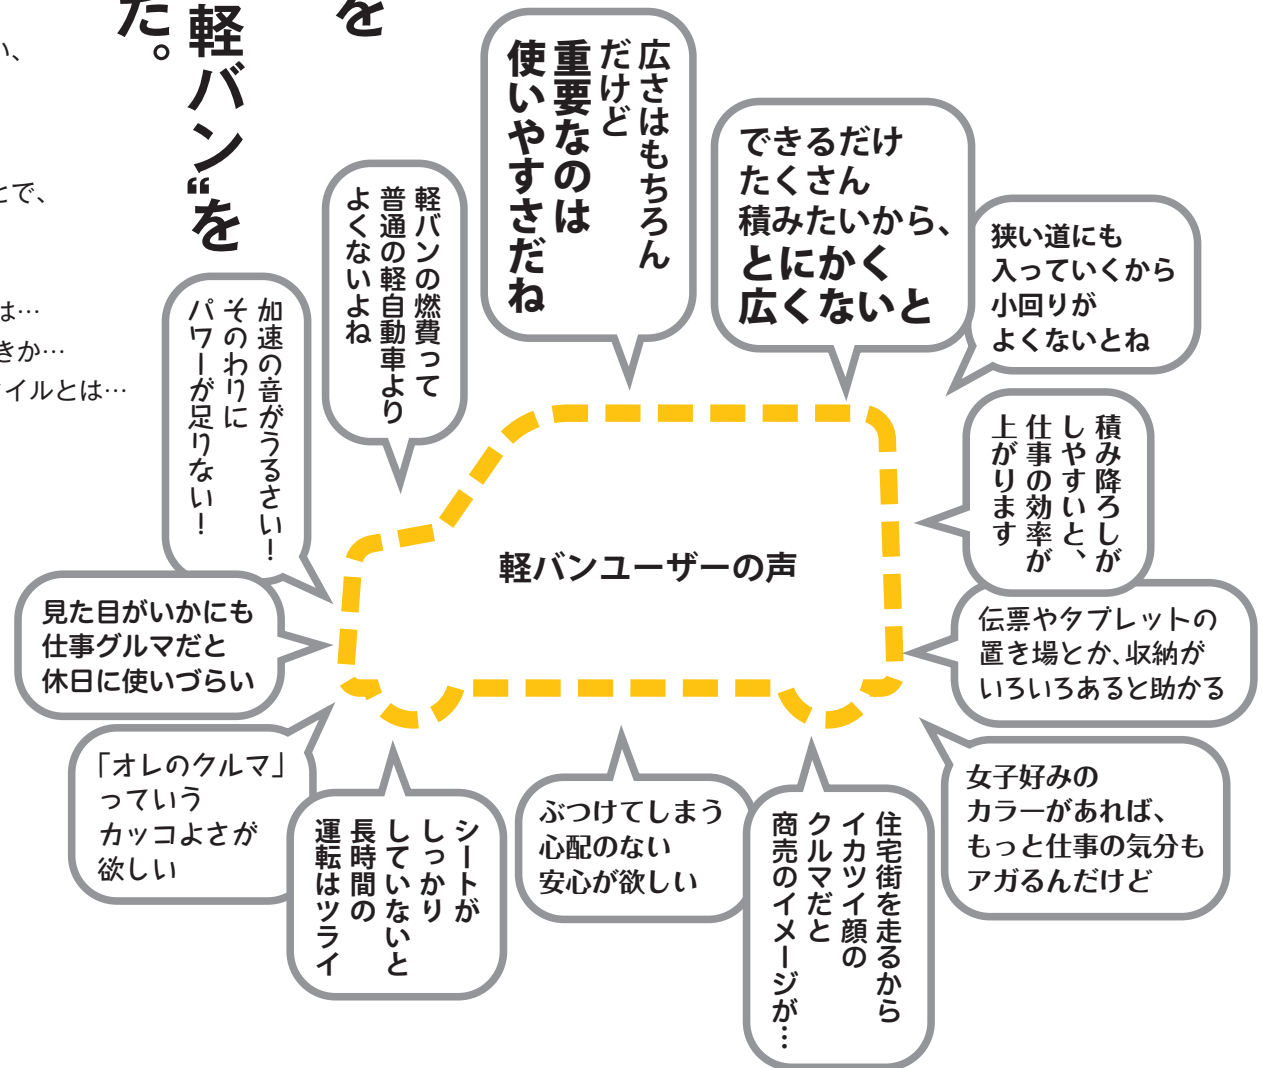 を
軽バン“を
た。
い、
とで、
は…
きか…
イルとは…
広さはもちろん
だけど
重要なのは
使いやすさだね
できるだけ
たくさん
積みたいから、
とにかく
広くないと
狭い道にも
入っていくから
小回りが
よくないとね
軽バンの燃費って
普通の軽自動車より
よくないよね
加速の音がうるさい！
そのわりに
パワーが足りない！
積み降ろしが
しやすいと、
仕事の効率が
上がります
軽バンユーザーの声
見た目がいかにも
仕事グルマだと
休日に使いづらい
伝票やタブレットの
置き場とか、収納が
いろいろあると助かる
「オレのクルマ」
っていう
カッコよさが
欲しい
シートが
しっかり
していないと
長時間の
運転はツライ
ぶつけてしまう
心配のない
安心が欲しい
住宅街を走るから
イカツイ顔の
クルマだと
商売のイメージが…
女子好みの
カラーがあれば、
もっと仕事の気分も
アガるんだけど